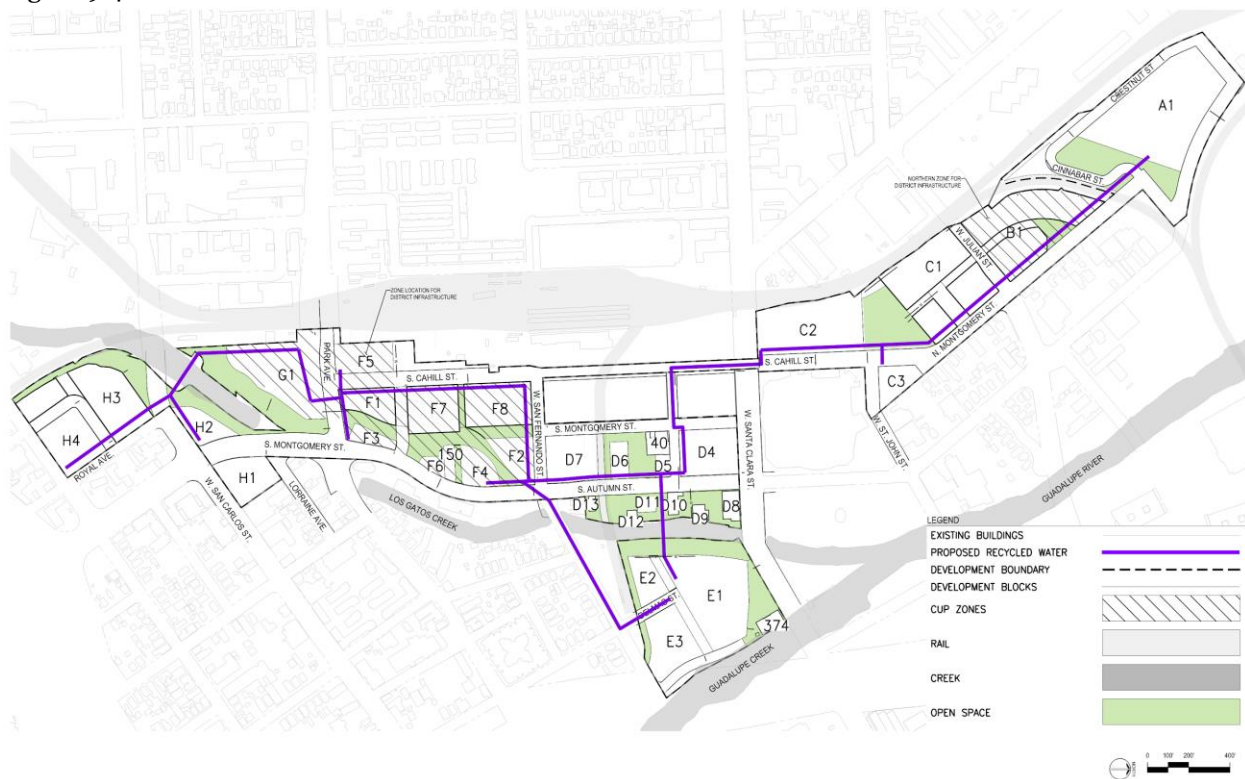 CHESTNUT ST.
A1
CINNABAR ST.
NORTHERN ZONE FOR
DISTRICT INFRASTRUCTURE
B1
W. JULIAN ST.
C1
N. MONTGOMERY ST.
ZONE LOCATION FOR
DISTRICT INFRASTRUCTURE
C2
S. CAHILL ST.
C3
W. ST. JOHN ST.
PARK AVE.
F5
G1
S. CAHILL ST.
H3
F1
F7
F8
W. SAN FERNANDO ST.
H4
H2
F3
S. MONTGOMERY ST.
S. MONTGOMERY ST.
40
D4
W. SANTA CLARA ST.
ROYAL AVE.
150
F6
F4
F2
D7
D6
D5
H1
S. AUTUMN ST.
W. SAN CARLOS ST.
LORRAINE AVE.
LOS GATOS CREEK
D13
D11
D10
D12
D9
D8
GUADALUPE RIVER
E2
E1
DELMAS ST.
E3
374
GUADALUPE CREEK
LEGEND
EXISTING BUILDINGS
PROPOSED RECYCLED WATER
DEVELOPMENT BOUNDARY
DEVELOPMENT BLOCKS
CUP ZONES
RAIL
CREEK
OPEN SPACE
0 100' 200' 400'